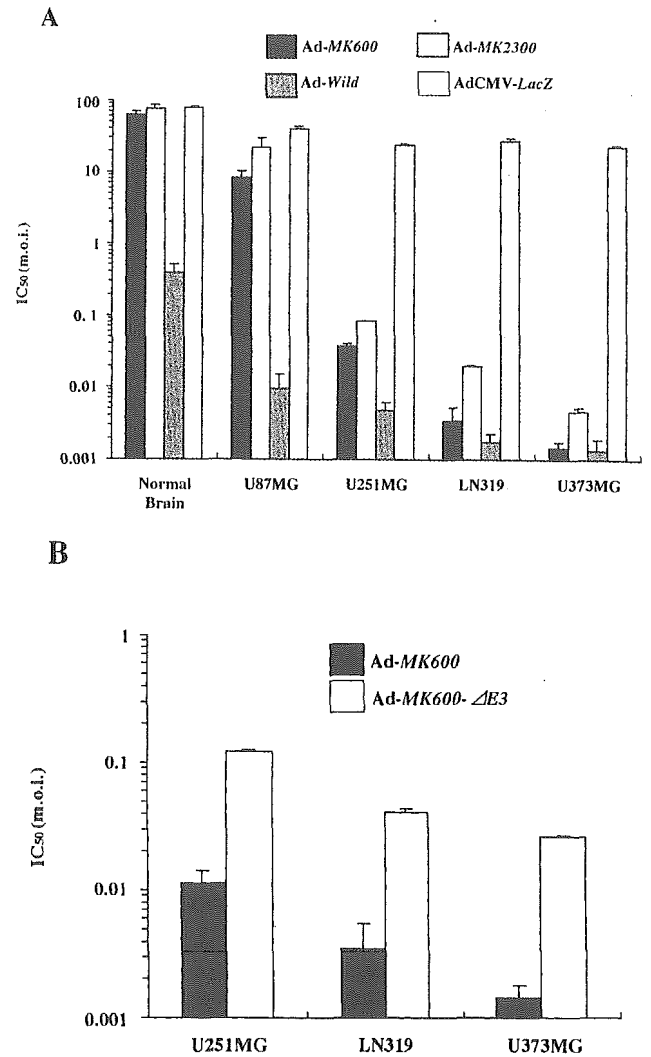 A
Ad-MK600
Ad-MK2300
Ad-Wild
AdCMV-LacZ
100
10
1
0.1
0.01
0.001
IC50 (m.o.i.)
Normal
Brain
U87MG
U251MG
LN319
U373MG
B
1
0.1
0.01
0.001
IC50 (m.o.i.)
Ad-MK600
Ad-MK600-ΔE3
U251MG
LN319
U373MG